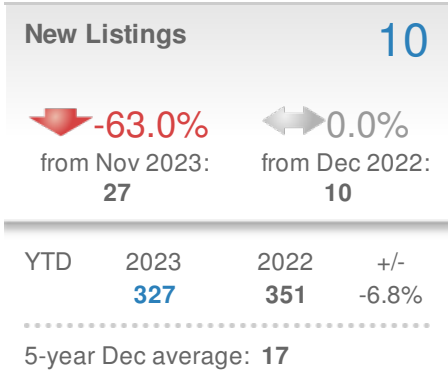 New Listings 10
-63.0% 0.0%
from Nov 2023: from Dec 2022:
27 10
YTD 2023 2022 +/-
327 351 -6.8%
5-year Dec average: 17